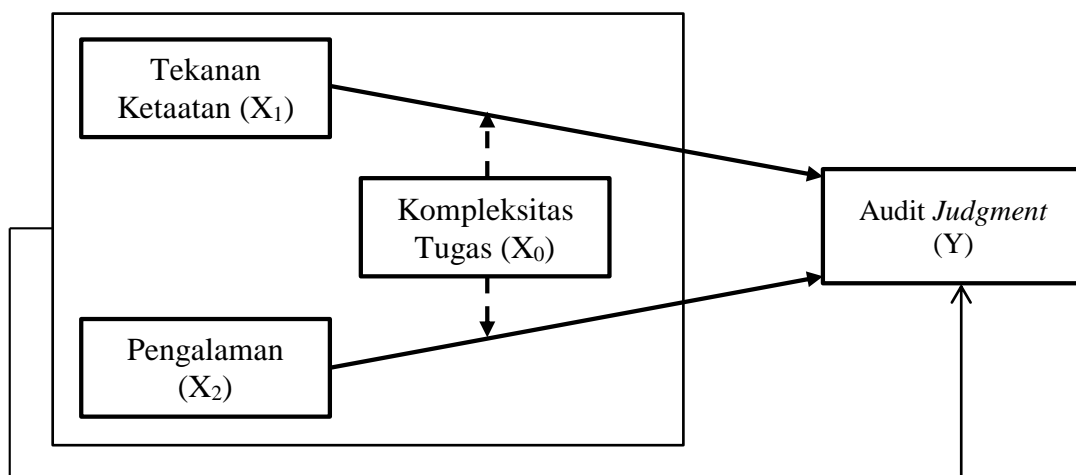 Tekanan
Ketaatan (X₁)
Kompleksitas
Tugas (X₀)
Audit Judgment
(Y)
Pengalaman
(X₂)